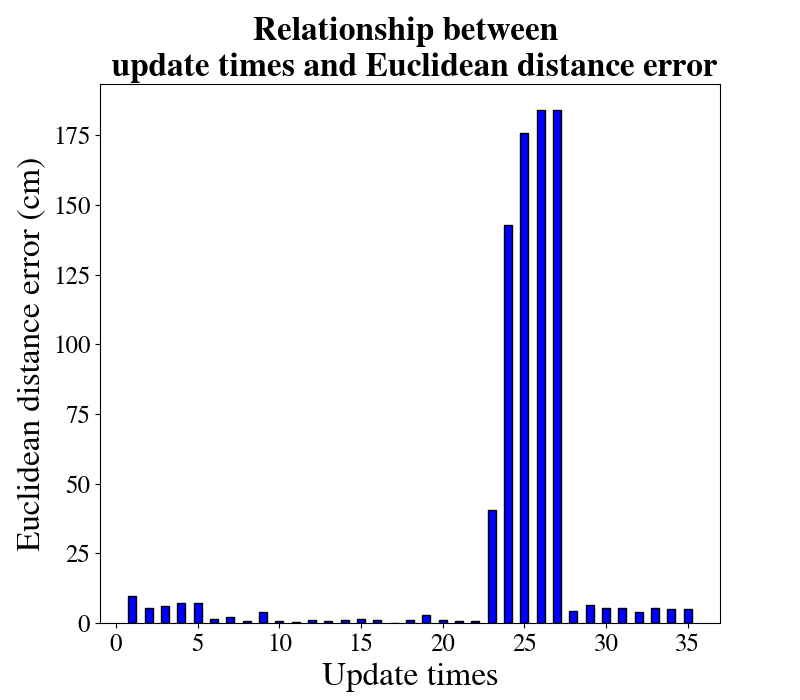 Relationship between
update times and Euclidean distance error
Euclidean distance error (cm)
175
150
125
100
75
50
25
0
0 5 10 15 20 25 30 35
Update times